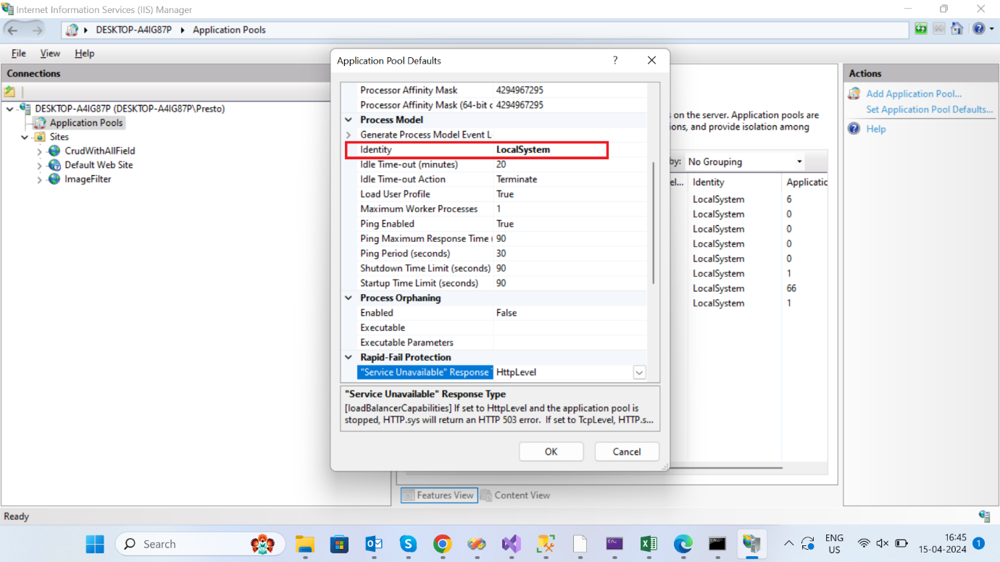 Internet Information Services (IIS) Manager
DESKTOP-A4IG87P Application Pools
File View Help
Connections
DESKTOP-A4IG87P (DESKTOP-A4IG87P\Presto)
Application Pools
Sites
CrudWithAllField
Default Web Site
ImageFilter
Application Pool Defaults ?
Processor Affinity Mask 4294967295
Processor Affinity Mask (64-bit c 4294967295
Process Model
Generate Process Model Event L
Identity LocalSystem
Idle Time-out (minutes) 20
Idle Time-out Action Terminate
Load User Profile True
Maximum Worker Processes 1
Ping Enabled True
Ping Maximum Response Time ( 90
Ping Period (seconds) 30
Shutdown Time Limit (seconds) 90
Startup Time Limit (seconds) 90
Process Orphaning
Enabled False
Executable
Executable Parameters
Rapid-Fail Protection
"Service Unavailable" Response HttpLevel
"Service Unavailable" Response Type
[loadBalancerCapabilities] If set to HttpLevel and the application pool is
stopped, HTTP.sys will return an HTTP 503 error. If set to TcpLevel, HTTP.s...
OK Cancel
on the server. Application pools are
ions, and provide isolation among
by: No Grouping
el... Identity Applicatic
LocalSystem 6
LocalSystem 0
LocalSystem 0
LocalSystem 0
LocalSystem 0
LocalSystem 1
LocalSystem 66
LocalSystem 1
Features View Content View
Actions
Add Application Pool...
Set Application Pool Defaults...
Help
Ready
Search
ENG
US
16:45
15-04-2024
1